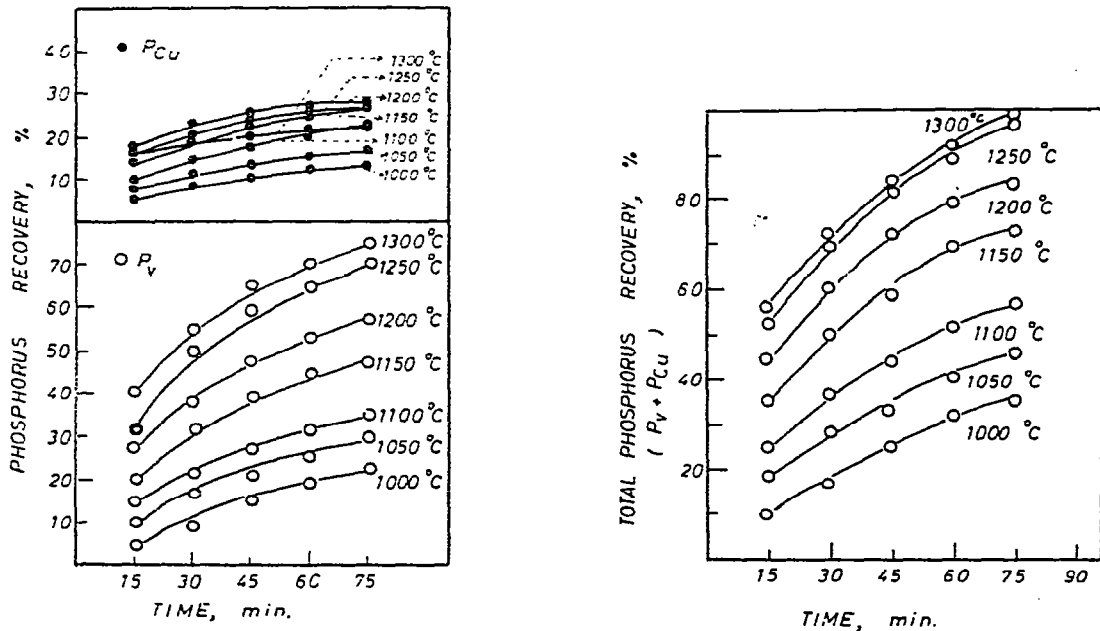 PHOSPHORUS RECOVERY, %
40
30
20
10
● P_Cu
1300 °C
1250 °C
1200 °C
1150 °C
1100 °C
1050 °C
1000 °C
70
60
50
40
30
20
10
○ P_v
1300 °C
1250 °C
1200 °C
1150 °C
1100 °C
1050 °C
1000 °C
15 30 45 60 75
TIME, min.
TOTAL PHOSPHORUS RECOVERY, %
( P_v + P_Cu )
80
60
40
20
1300 °C
1250 °C
1200 °C
1150 °C
1100 °C
1050 °C
1000 °C
15 30 45 60 75 90
TIME, min.